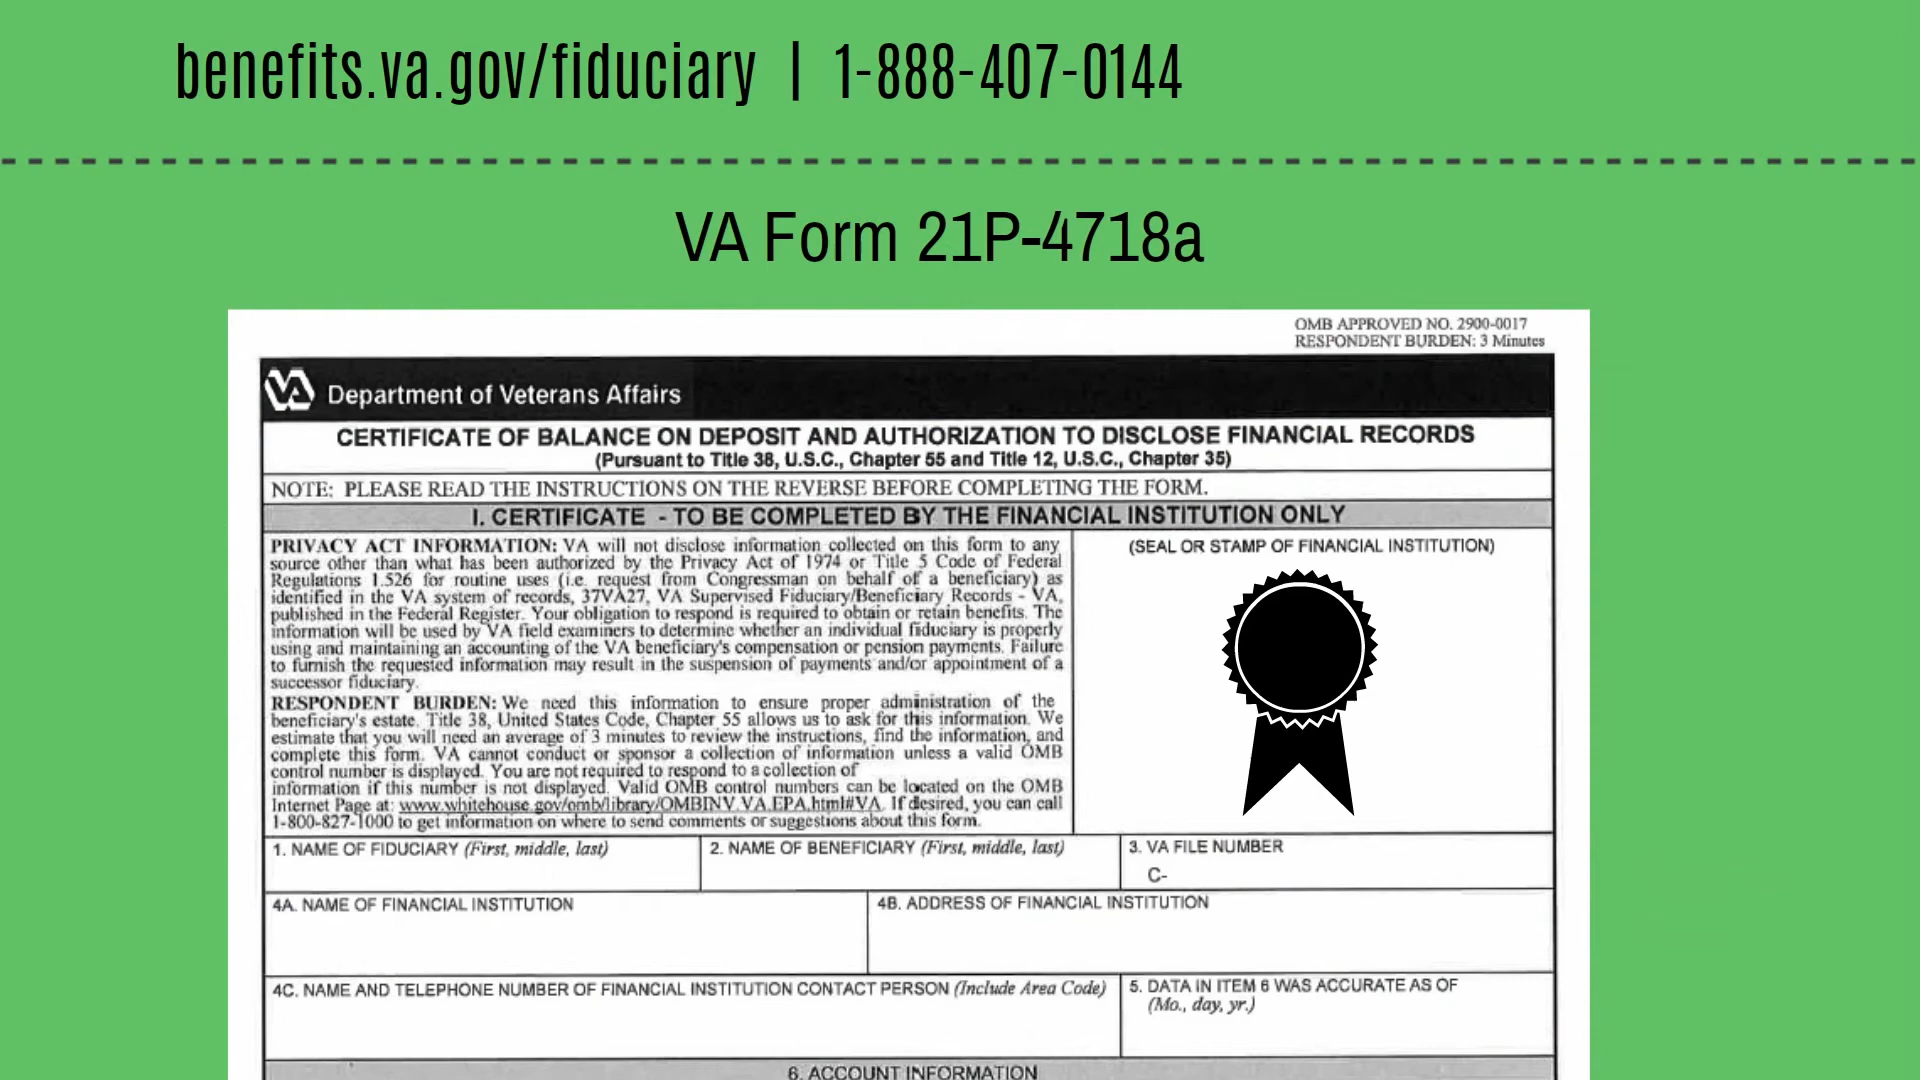 benefits.va.gov/fiduciary | 1-888-407-0144
VA Form 21P-4718a
OMB APPROVED NO. 2900-0017
RESPONDENT BURDEN: 3 Minutes
VA Department of Veterans Affairs
CERTIFICATE OF BALANCE ON DEPOSIT AND AUTHORIZATION TO DISCLOSE FINANCIAL RECORDS
(Pursuant to Title 38, U.S.C., Chapter 55 and Title 12, U.S.C., Chapter 35)
NOTE: PLEASE READ THE INSTRUCTIONS ON THE REVERSE BEFORE COMPLETING THE FORM.
I. CERTIFICATE - TO BE COMPLETED BY THE FINANCIAL INSTITUTION ONLY
PRIVACY ACT INFORMATION: VA will not disclose information collected on this form to any
source other than what has been authorized by the Privacy Act of 1974 or Title 5 Code of Federal
Regulations 1.526 for routine uses (i.e. request from Congressman on behalf of a beneficiary) as
identified in the VA system of records, 37VA27, VA Supervised Fiduciary/Beneficiary Records - VA,
published in the Federal Register. Your obligation to respond is required to obtain or retain benefits. The
information will be used by VA field examiners to determine whether an individual fiduciary is properly
using and maintaining an accounting of the VA beneficiary's compensation or pension payments. Failure
to furnish the requested information may result in the suspension of payments and/or appointment of a
successor fiduciary.
RESPONDENT BURDEN: We need this information to ensure proper administration of the
beneficiary's estate. Title 38, United States Code, Chapter 55 allows us to ask for this information. We
estimate that you will need an average of 3 minutes to review the instructions, find the information, and
complete this form. VA cannot conduct or sponsor a collection of information unless a valid OMB
control number is displayed. You are not required to respond to a collection of
information if this number is not displayed. Valid OMB control numbers can be located on the OMB
Internet Page at: www.whitehouse.gov/omb/library/OMBINV.VA.EPA.html#VA. If desired, you can call
1-800-827-1000 to get information on where to send comments or suggestions about this form.
(SEAL OR STAMP OF FINANCIAL INSTITUTION)
1. NAME OF FIDUCIARY (First, middle, last)
2. NAME OF BENEFICIARY (First, middle, last)
3. VA FILE NUMBER
C-
4A. NAME OF FINANCIAL INSTITUTION
4B. ADDRESS OF FINANCIAL INSTITUTION
4C. NAME AND TELEPHONE NUMBER OF FINANCIAL INSTITUTION CONTACT PERSON (Include Area Code)
5. DATA IN ITEM 6 WAS ACCURATE AS OF
(Mo., day, yr.)
6. ACCOUNT INFORMATION